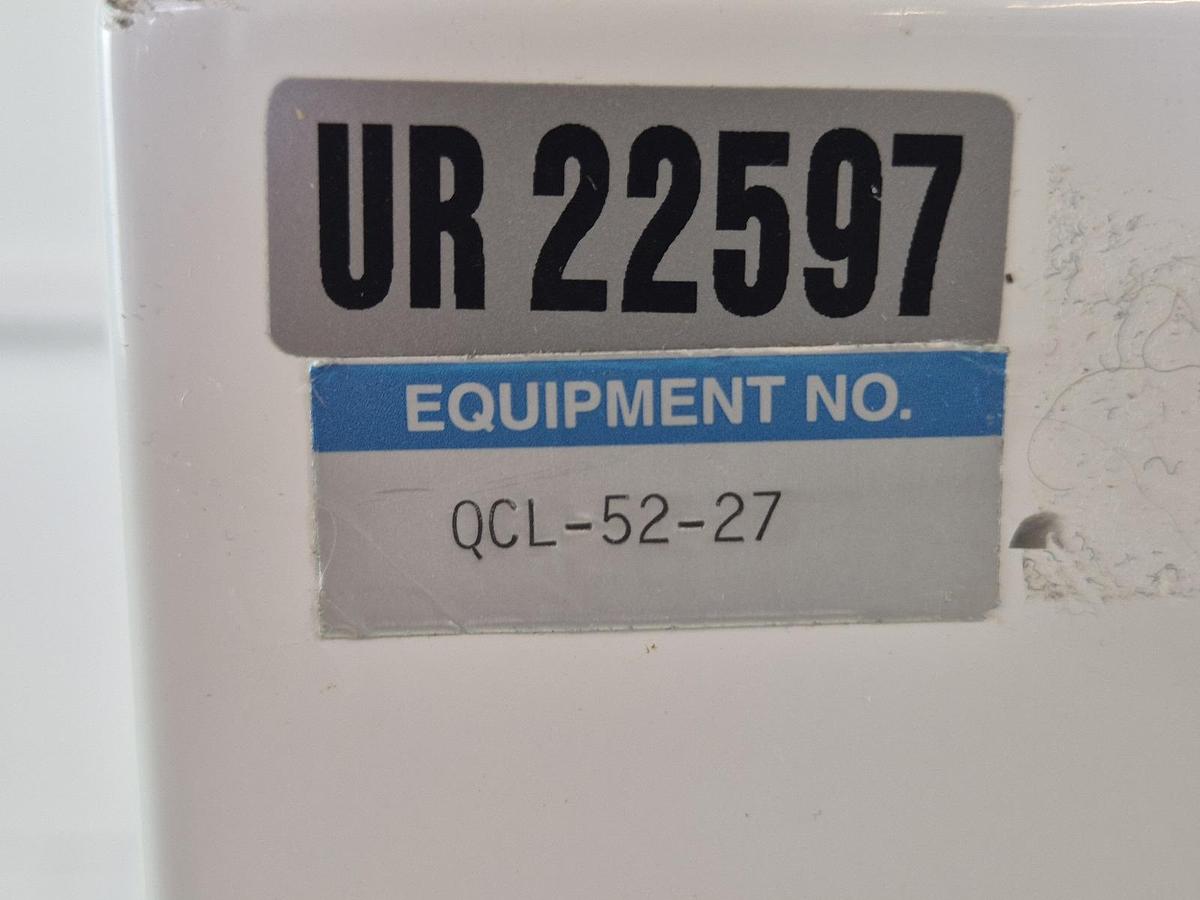 UR 22597
EQUIPMENT NO.
QCL-52-27